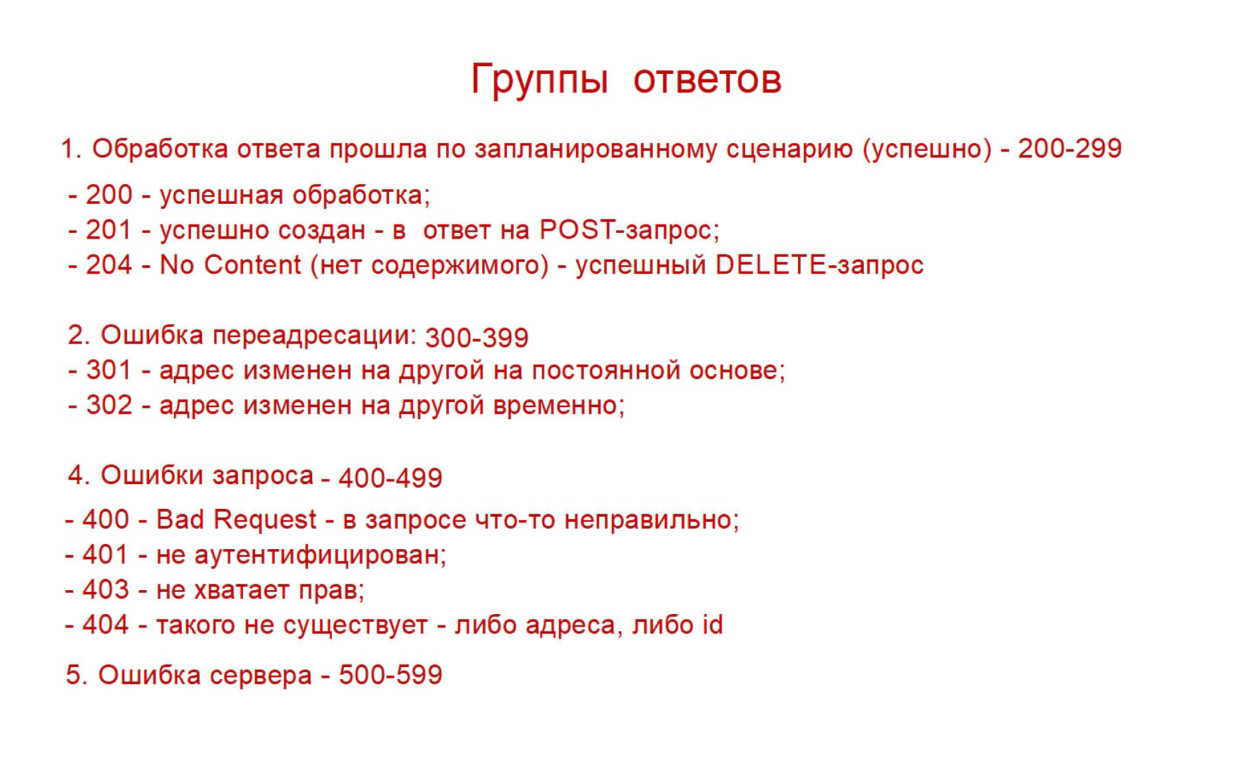 Группы ответов
1. Обработка ответа прошла по запланированному сценарию (успешно) - 200-299
- 200 - успешная обработка;
- 201 - успешно создан - в ответ на POST-запрос;
- 204 - No Content (нет содержимого) - успешный DELETE-запрос
2. Ошибка переадресации: 300-399
- 301 - адрес изменен на другой на постоянной основе;
- 302 - адрес изменен на другой временно;
4. Ошибки запроса - 400-499
- 400 - Bad Request - в запросе что-то неправильно;
- 401 - не аутентифицирован;
- 403 - не хватает прав;
- 404 - такого не существует - либо адреса, либо id
5. Ошибка сервера - 500-599